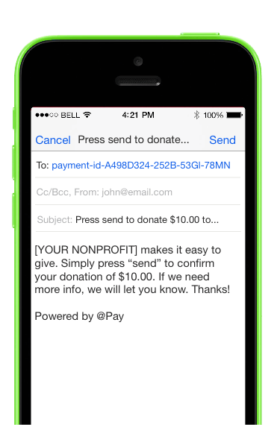 BELL 4:21 PM 100%
Cancel Press send to donate... Send
To: payment-id-A498D324-252B-53GI-78MN
Cc/Bcc, From: john@email.com
Subject: Press send to donate $10.00 to...
[YOUR NONPROFIT] makes it easy to
give. Simply press “send” to confirm
your donation of $10.00. If we need
more info, we will let you know. Thanks!
Powered by @Pay